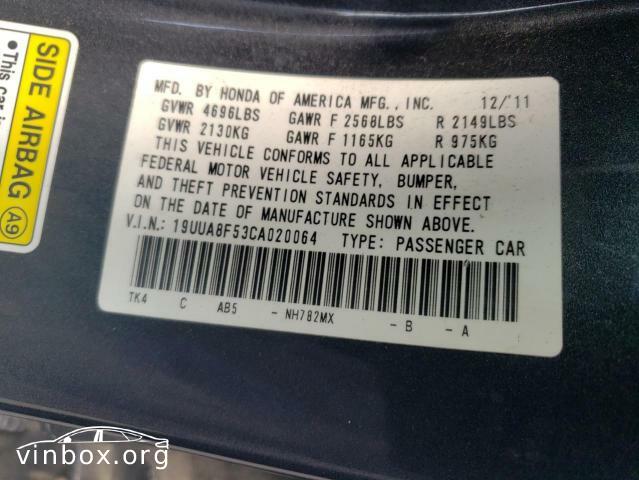 SIDE AIRBAG A9
•This car i
MFD. BY HONDA OF AMERICA MFG., INC. 12/'11
GVWR 4696LBS GAWR F 2568LBS R 2149LBS
GVWR 2130KG GAWR F 1165KG R 975KG
THIS VEHICLE CONFORMS TO ALL APPLICABLE
FEDERAL MOTOR VEHICLE SAFETY, BUMPER,
AND THEFT PREVENTION STANDARDS IN EFFECT
ON THE DATE OF MANUFACTURE SHOWN ABOVE.
V.I.N.: 19UUA8F53CA020064 TYPE: PASSENGER CAR
TK4 C AB5 - NH782MX - B - A
vinbox.org